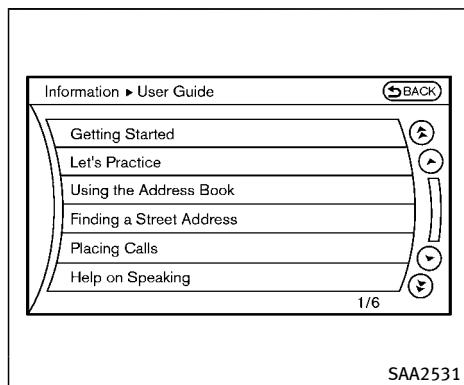 Information ▸ User Guide
BACK
Getting Started
Let's Practice
Using the Address Book
Finding a Street Address
Placing Calls
Help on Speaking
1/6
SAA2531